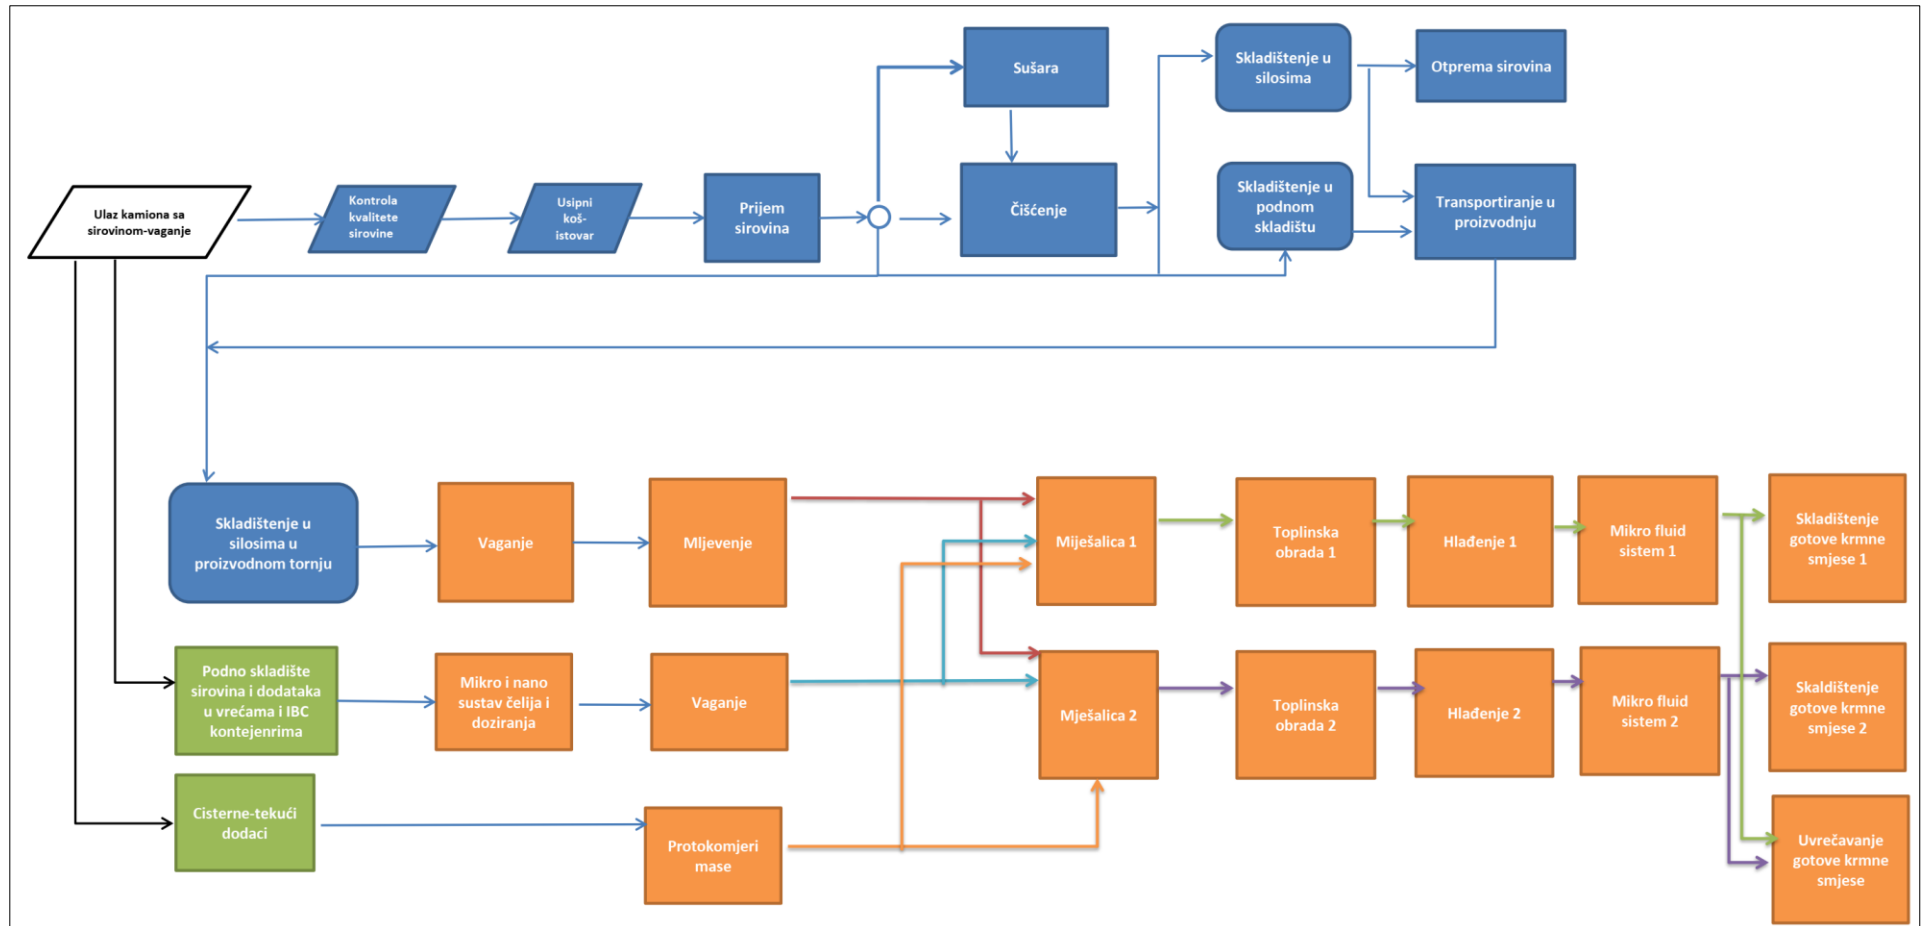 Sušara
Skladištenje u
silosima
Otprema sirovina
Ulaz kamiona sa
sirovinom-vaganje
Kontrola
kvalitete
sirovine
Usipni
koš-
istovar
Prijem
sirovina
Čišćenje
Skladištenje u
podnom
skladištu
Transportiranje u
proizvodnju
Skladištenje u
silosima u
proizvodnom tornju
Vaganje
Mljevenje
Miješalica 1
Toplinska
obrada 1
Hlađenje 1
Mikro fluid
sistem 1
Skladištenje
gotove krmne
smjese 1
Podno skladište
sirovina i dodataka
u vrećama i IBC
kontejenrima
Mikro i nano
sustav čelija i
doziranja
Vaganje
Mješalica 2
Toplinska
obrada 2
Hlađenje 2
Mikro fluid
sistem 2
Skaldištenje
gotove krmne
smjese 2
Cisterne-tekući
dodaci
Protokomjeri
mase
Uvrečavanje
gotove krmne
smjese